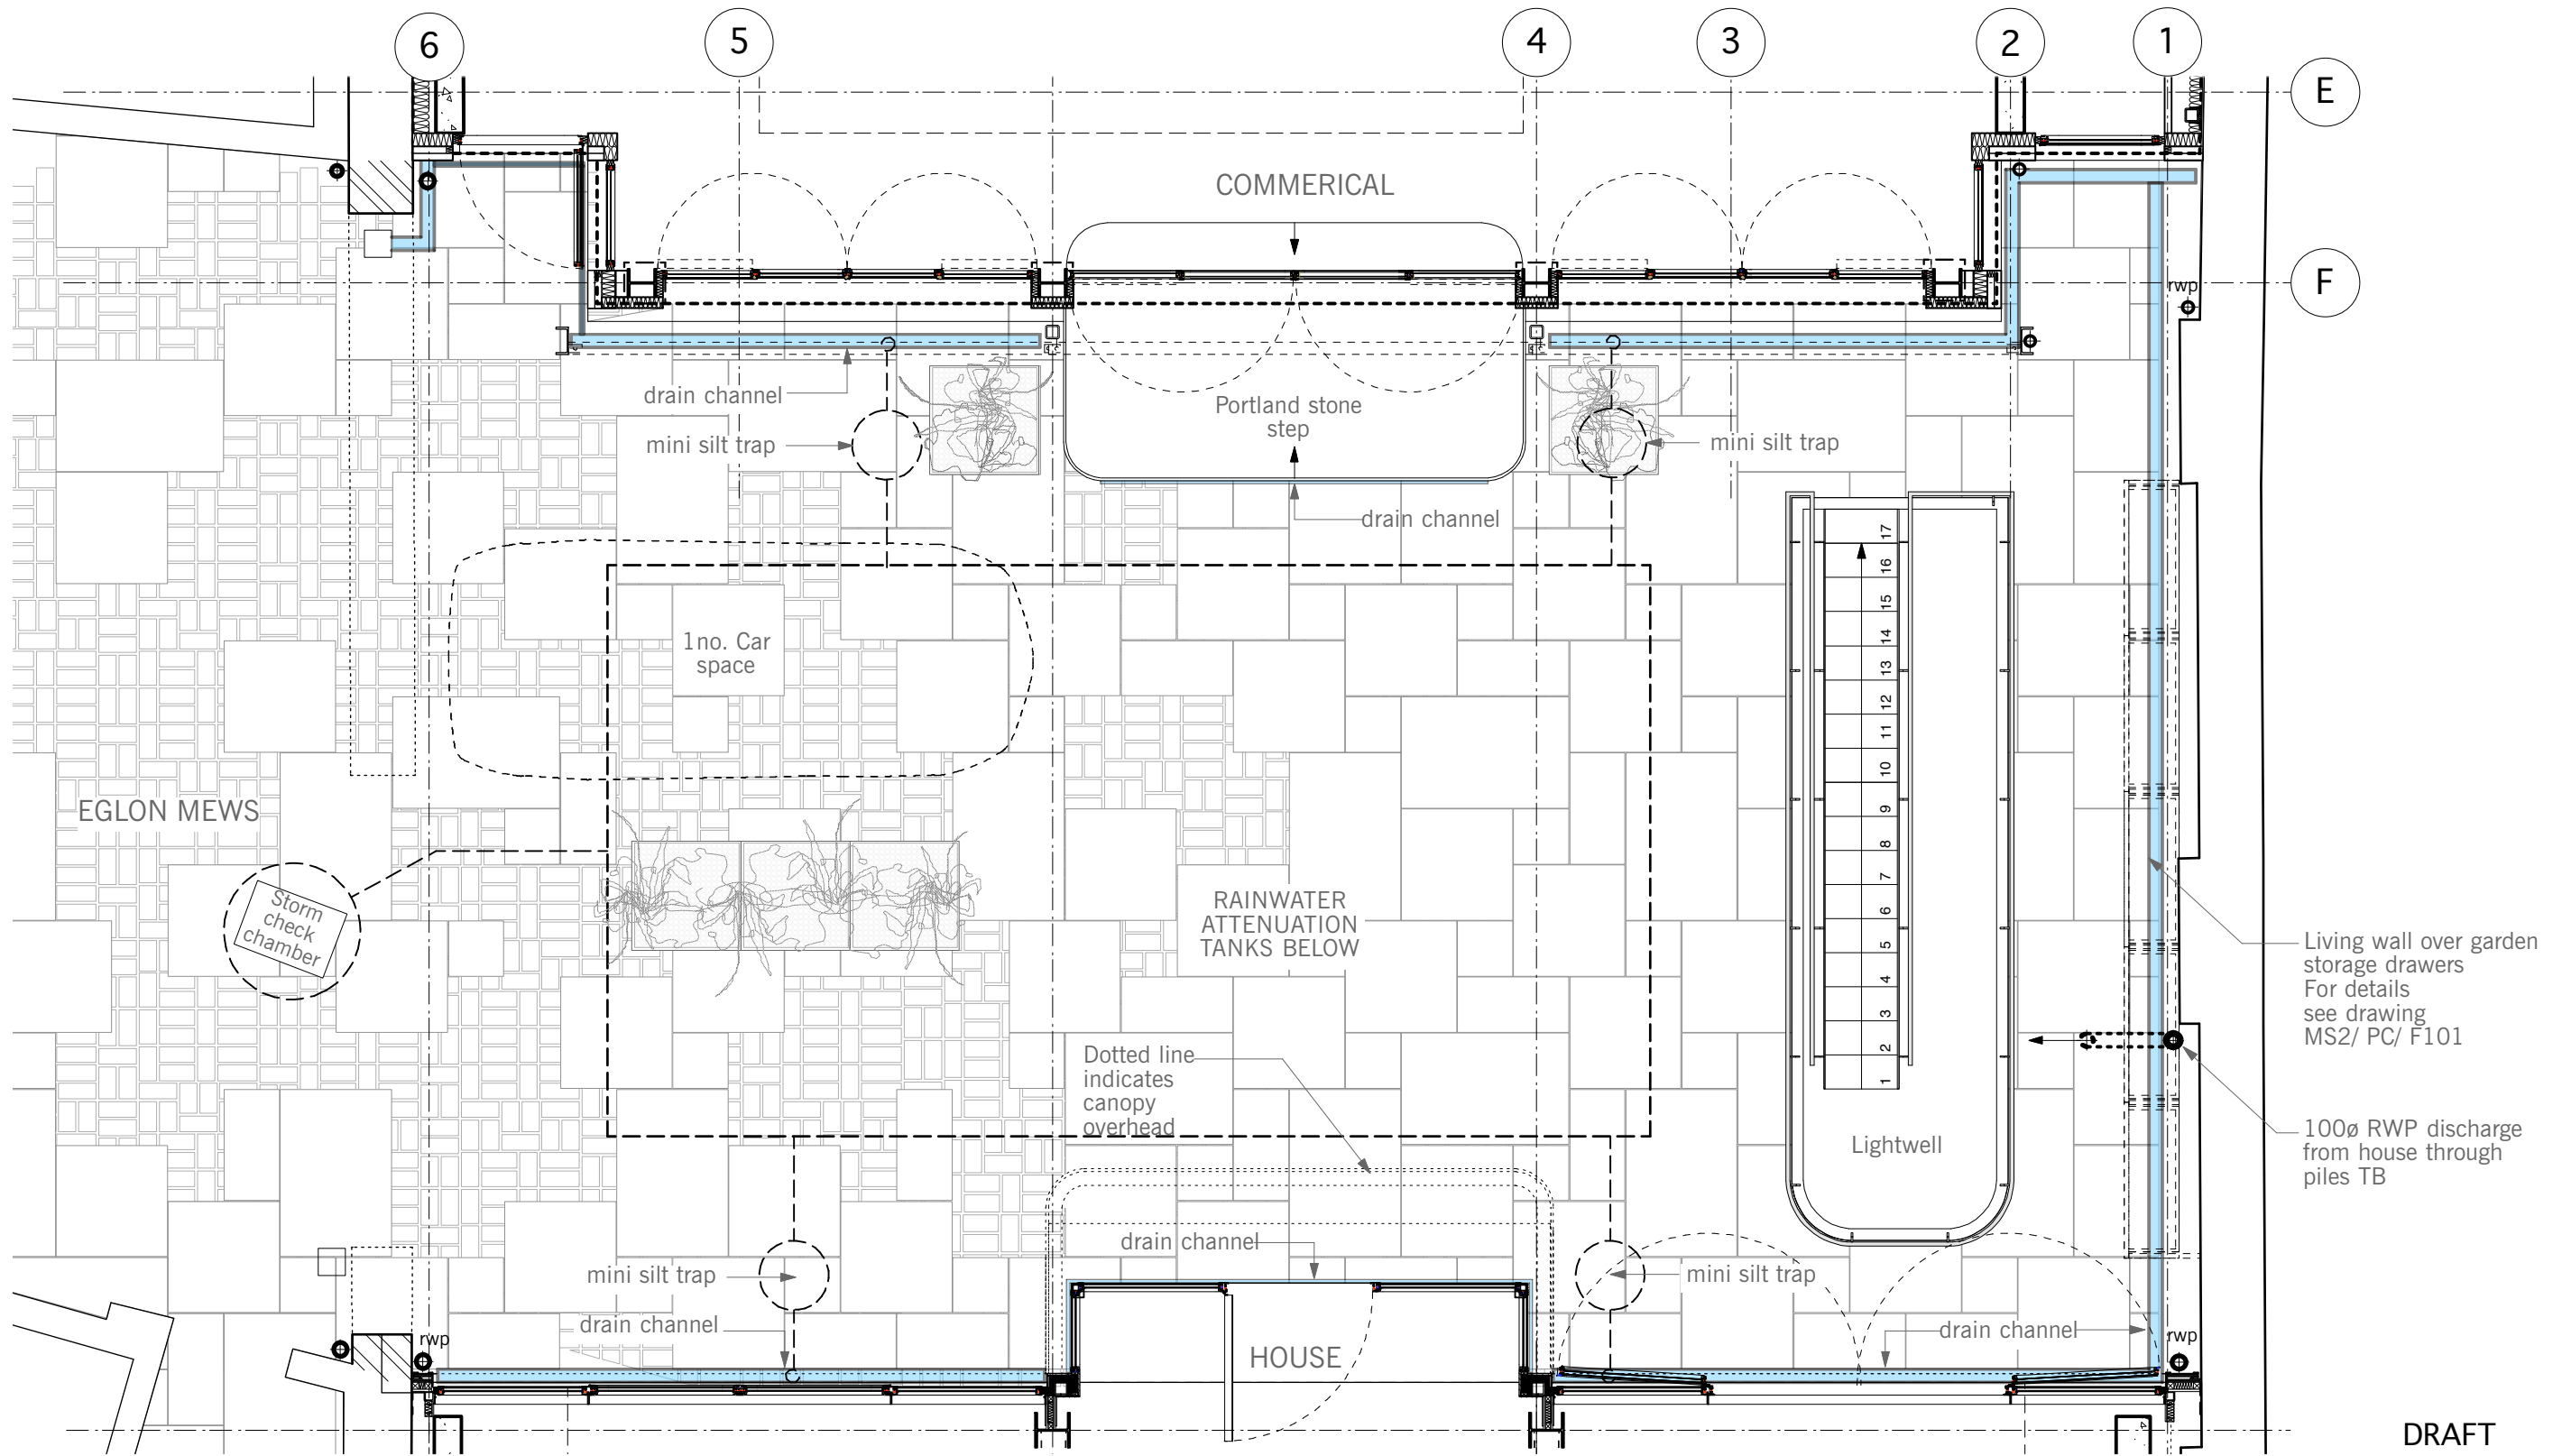 6
5
4
3
2
1
E
COMMERICAL
F
rwp
drain channel
Portland stone
step
mini silt trap
mini silt trap
drain channel
17
16
15
14
13
12
11
10
9
8
7
6
5
4
3
2
1
1no. Car
space
EGLON MEWS
Storm
check
chamber
RAINWATER
ATTENUATION
TANKS BELOW
Living wall over garden
storage drawers
For details
see drawing
MS2/ PC/ F101
Dotted line
indicates
canopy
overhead
100ø RWP discharge
from house through
piles TB
Lightwell
drain channel
mini silt trap
mini silt trap
drain channel
drain channel
rwp
rwp
HOUSE
DRAFT